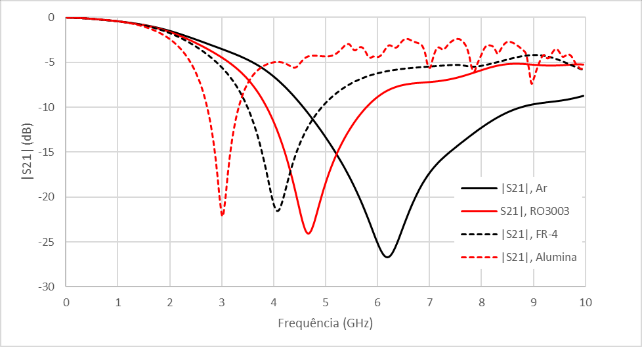 0
-5
-10
-15
-20
-25
-30
|S21| (dB)
|S21|, Ar
S21|, RO3003
|S21|, FR-4
|S21|, Alumina
0 1 2 3 4 5 6 7 8 9 10
Frequência (GHz)